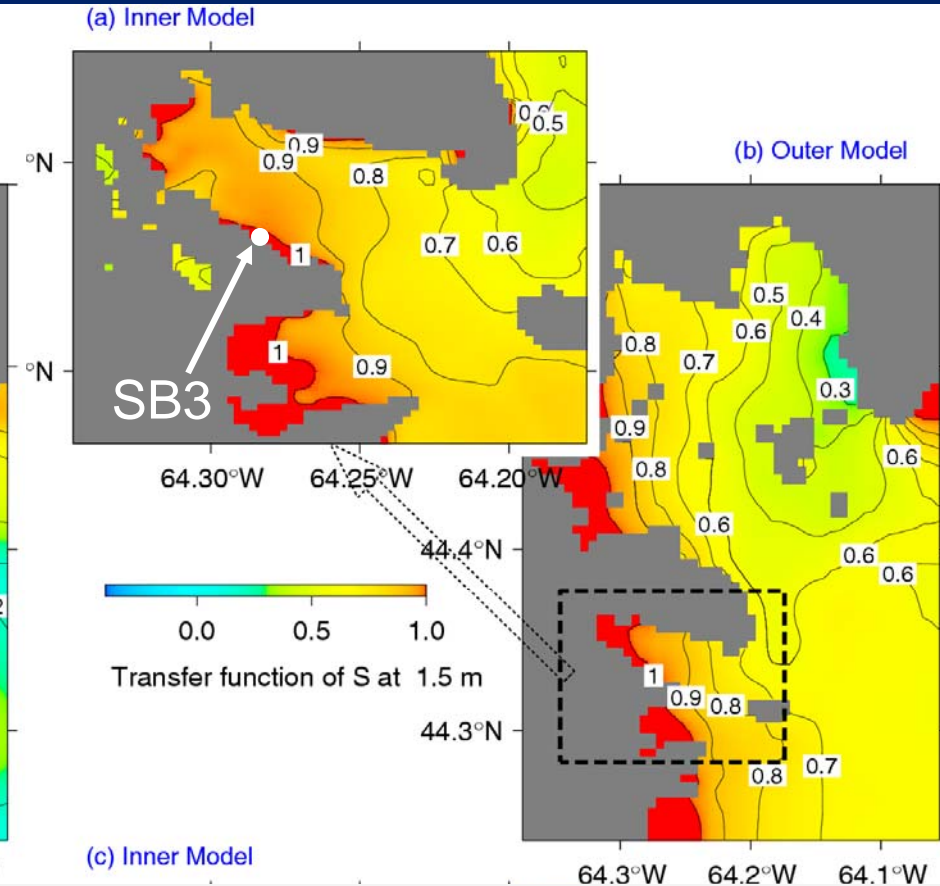 (a) Inner Model
0.5
0.9
0.9
0.8
°N
0.7
0.6
1
1
0.9
°N
SB3
64.30°W
64.25°W
64.20°W
(b) Outer Model
0.5
0.4
0.6
0.8
0.7
0.3
0.9
0.6
0.8
0.6
44.4°N
0.6
0.6
0.0
0.5
1.0
Transfer function of S at 1.5 m
1
0.9
0.8
44.3°N
0.8
0.7
(c) Inner Model
64.3°W
64.2°W
64.1°W